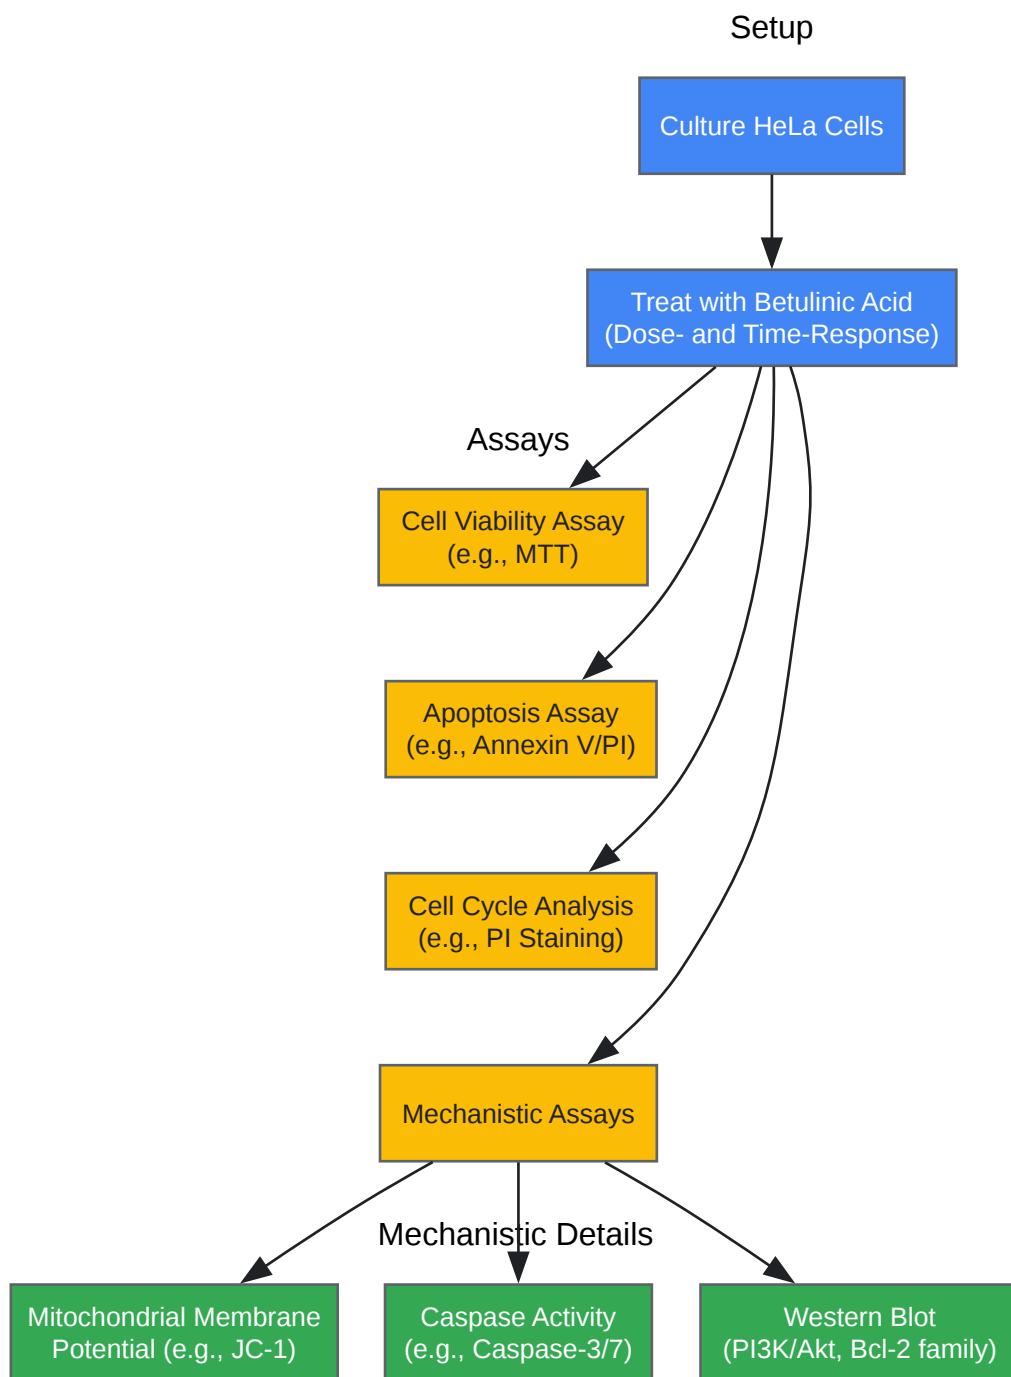 Setup
Culture HeLa Cells
Treat with Betulinic Acid
(Dose- and Time-Response)
Assays
Cell Viability Assay
(e.g., MTT)
Apoptosis Assay
(e.g., Annexin V/PI)
Cell Cycle Analysis
(e.g., PI Staining)
Mechanistic Assays
Mechanistic Details
Mitochondrial Membrane
Potential (e.g., JC-1)
Caspase Activity
(e.g., Caspase-3/7)
Western Blot
(PI3K/Akt, Bcl-2 family)